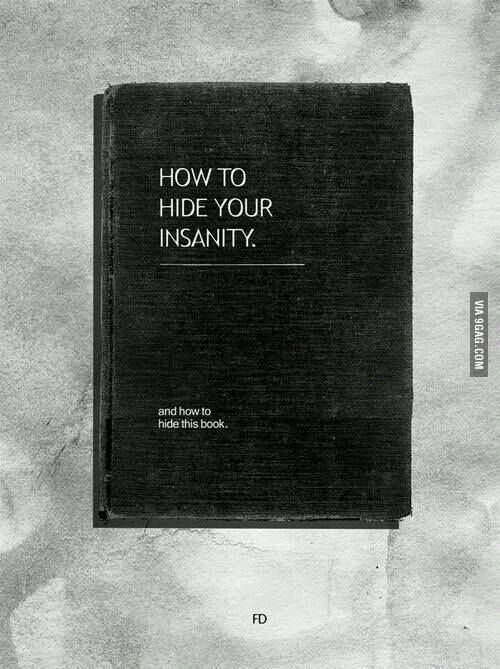 HOW TO
HIDE YOUR
INSANITY.
and how to
hide this book.
VIA 9GAG.COM
FD